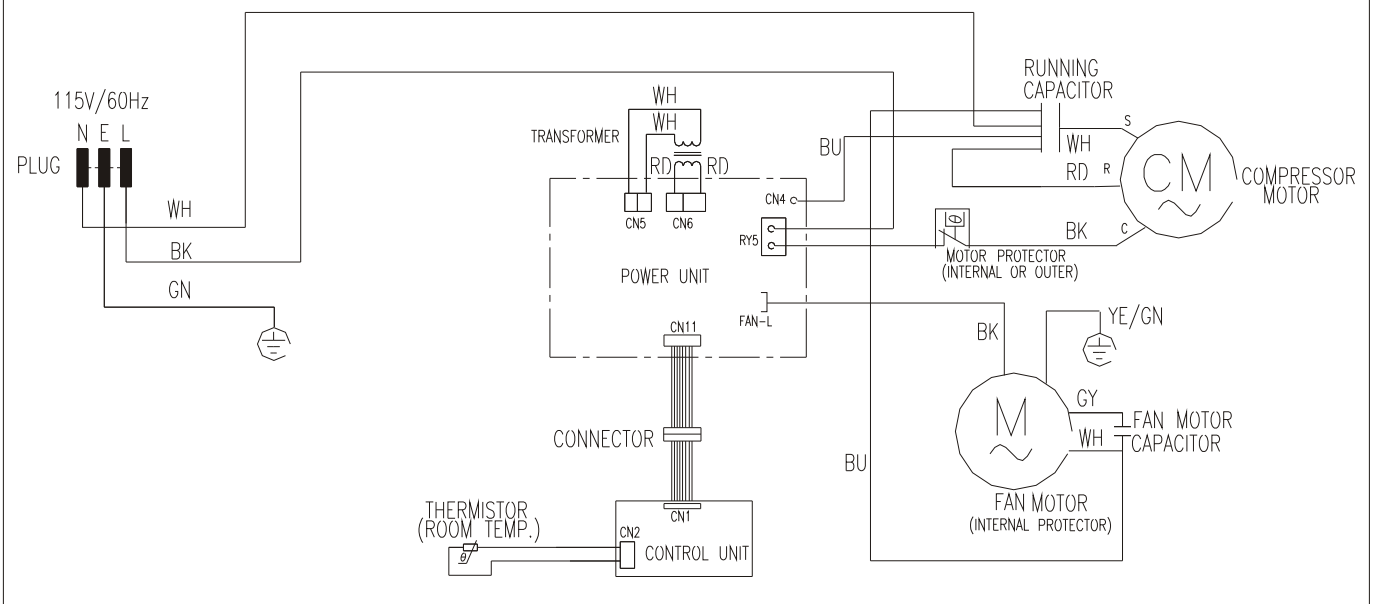 115V/60Hz
N E L
PLUG
WH
BK
GN
TRANSFORMER
WH
WH
RD
RD
CN5
CN6
CN4
RY5
POWER UNIT
FAN-L
CN11
CONNECTOR
CN1
CN2
CONTROL UNIT
THERMISTOR
(ROOM TEMP.)
θ
BU
BU
RUNNING
CAPACITOR
S
WH
RD
R
CM
COMPRESSOR
MOTOR
θ
BK
C
MOTOR PROTECTOR
(INTERNAL OR OUTER)
BK
YE/GN
M
GY
WH
FAN MOTOR
CAPACITOR
FAN MOTOR
(INTERNAL PROTECTOR)